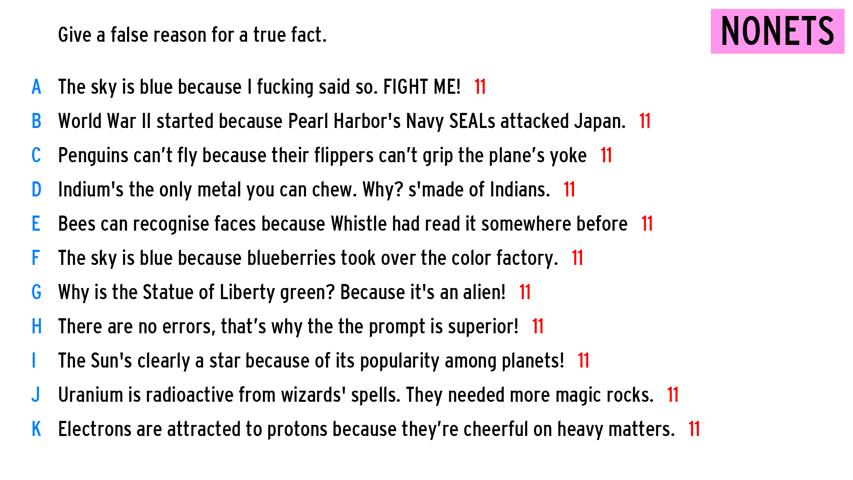 Give a false reason for a true fact.
NONETS
A The sky is blue because I fucking said so. FIGHT ME! 11
B World War II started because Pearl Harbor's Navy SEALs attacked Japan. 11
C Penguins can’t fly because their flippers can’t grip the plane’s yoke 11
D Indium's the only metal you can chew. Why? s'made of Indians. 11
E Bees can recognise faces because Whistle had read it somewhere before 11
F The sky is blue because blueberries took over the color factory. 11
G Why is the Statue of Liberty green? Because it's an alien! 11
H There are no errors, that’s why the the prompt is superior! 11
I The Sun's clearly a star because of its popularity among planets! 11
J Uranium is radioactive from wizards' spells. They needed more magic rocks. 11
K Electrons are attracted to protons because they’re cheerful on heavy matters. 11